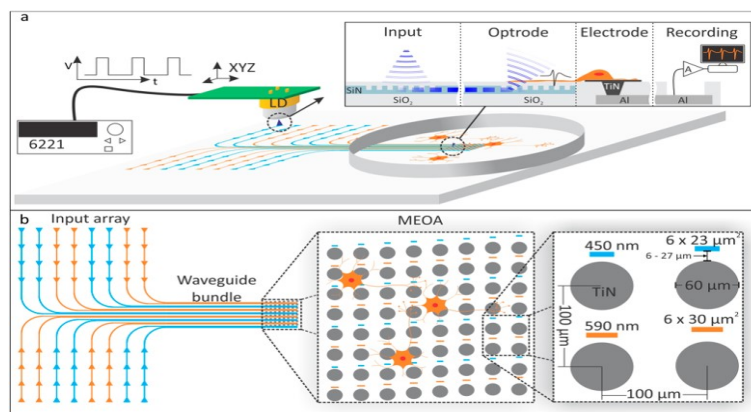 a
Input
Optrode
Electrode
Recording
V
t
XYZ
LD
6221
SiN
SiO₂
SiO₂
TiN
Al
A
Al
b
Input array
Waveguide
bundle
MEOA
450 nm
6 x 23 µm²
6 - 27 µm
TiN
60 µm
100 µm
590 nm
6 x 30 µm²
100 µm